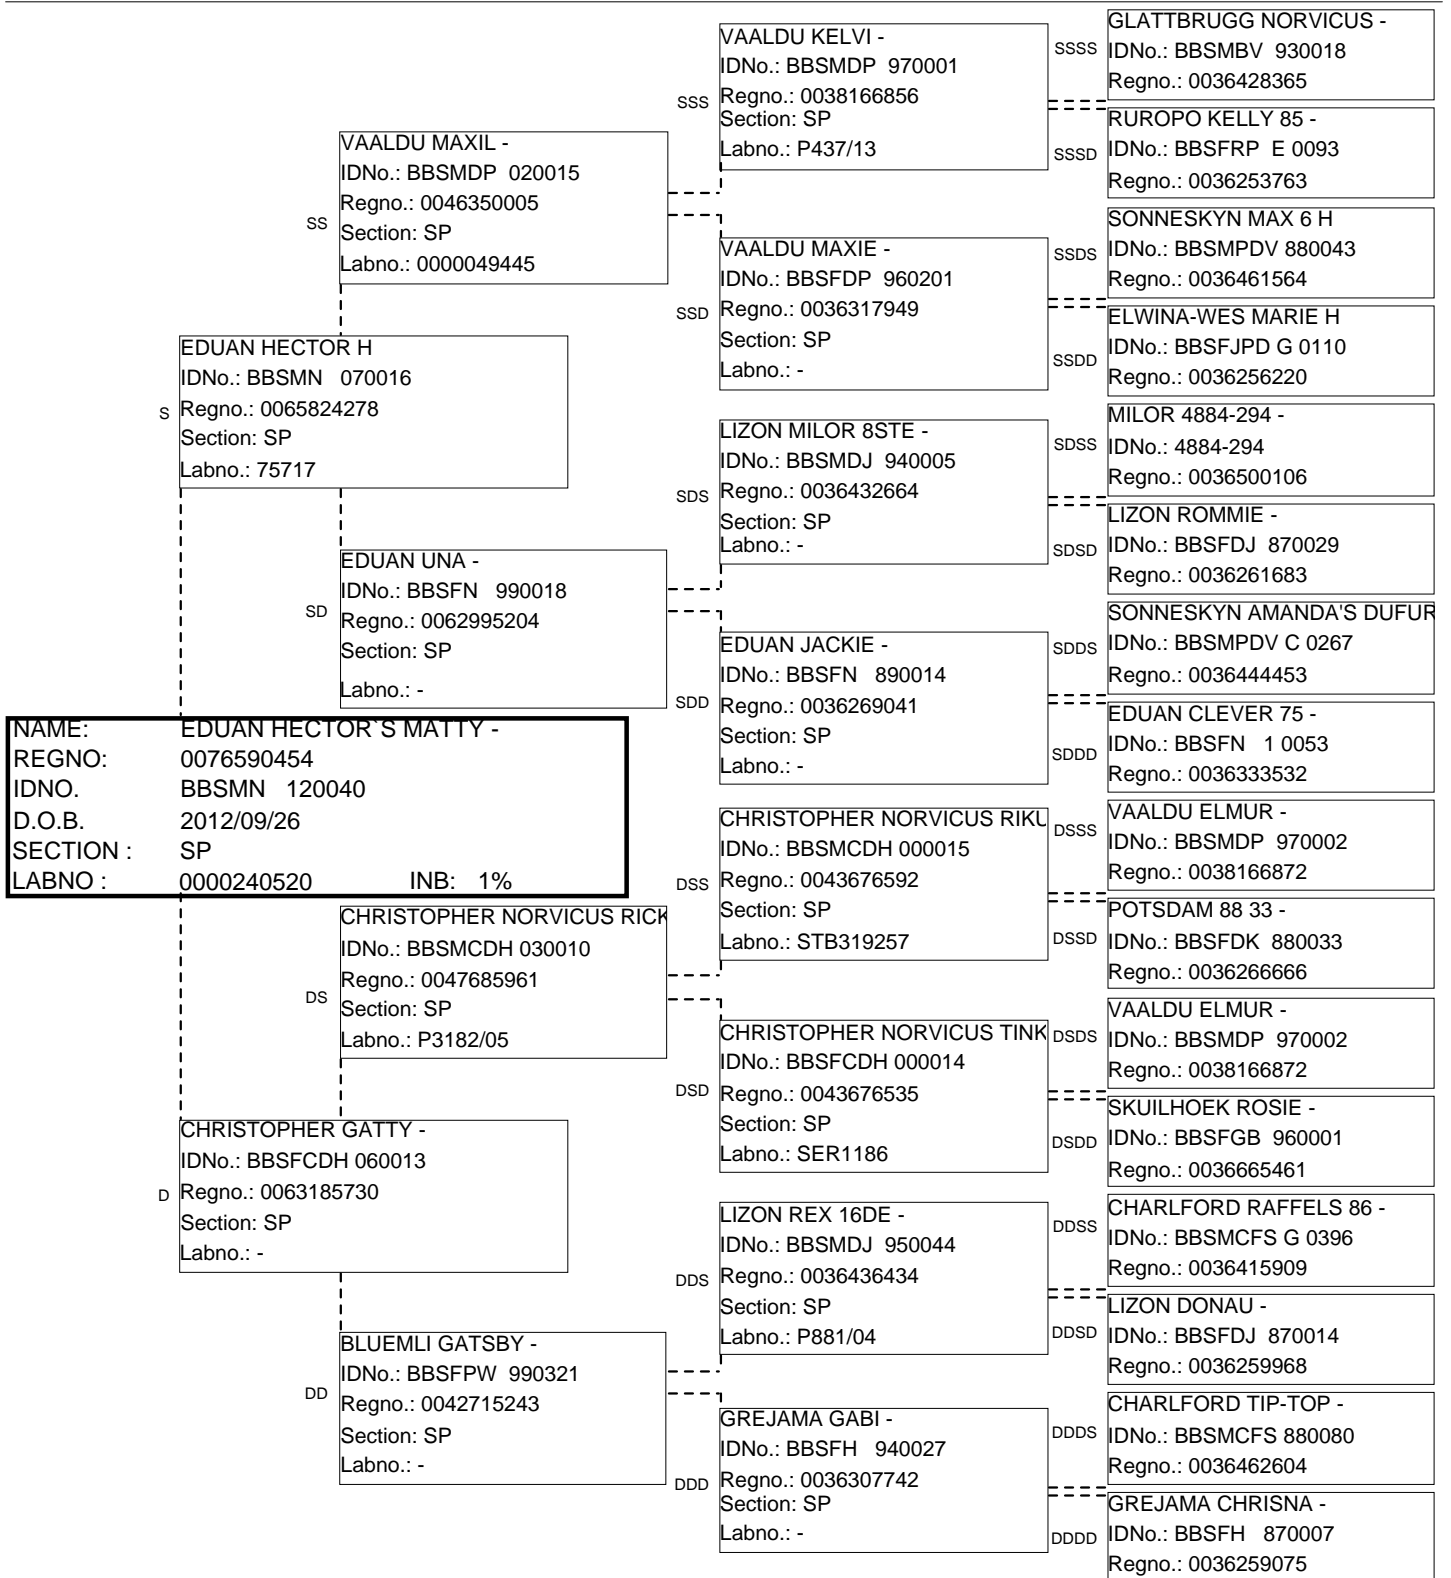 NAME: EDUAN HECTOR`S MATTY -
REGNO: 0076590454
IDNO. BBSMN 120040
D.O.B. 2012/09/26
SECTION : SP
LABNO : 0000240520 INB: 1%
S
EDUAN HECTOR H
IDNo.: BBSMN 070016
Regno.: 0065824278
Section: SP
Labno.: 75717
D
CHRISTOPHER GATTY -
IDNo.: BBSFCDH 060013
Regno.: 0063185730
Section: SP
Labno.: -
SS
VAALDU MAXIL -
IDNo.: BBSMDP 020015
Regno.: 0046350005
Section: SP
Labno.: 0000049445
SD
EDUAN UNA -
IDNo.: BBSFN 990018
Regno.: 0062995204
Section: SP
Labno.: -
DS
CHRISTOPHER NORVICUS RICK
IDNo.: BBSMCDH 030010
Regno.: 0047685961
Section: SP
Labno.: P3182/05
DD
BLUEMLI GATSBY -
IDNo.: BBSFPW 990321
Regno.: 0042715243
Section: SP
Labno.: -
SSS
VAALDU KELVI -
IDNo.: BBSMDP 970001
Regno.: 0038166856
Section: SP
Labno.: P437/13
SSD
VAALDU MAXIE -
IDNo.: BBSFDP 960201
Regno.: 0036317949
Section: SP
Labno.: -
SDS
LIZON MILOR 8STE -
IDNo.: BBSMDJ 940005
Regno.: 0036432664
Section: SP
Labno.: -
SDD
EDUAN JACKIE -
IDNo.: BBSFN 890014
Regno.: 0036269041
Section: SP
Labno.: -
DSS
CHRISTOPHER NORVICUS RIKU
IDNo.: BBSMCDH 000015
Regno.: 0043676592
Section: SP
Labno.: STB319257
DSD
CHRISTOPHER NORVICUS TINK
IDNo.: BBSFCDH 000014
Regno.: 0043676535
Section: SP
Labno.: SER1186
DDS
LIZON REX 16DE -
IDNo.: BBSMDJ 950044
Regno.: 0036436434
Section: SP
Labno.: P881/04
DDD
GREJAMA GABI -
IDNo.: BBSFH 940027
Regno.: 0036307742
Section: SP
Labno.: -
SSSS
GLATTBRUGG NORVICUS -
IDNo.: BBSMBV 930018
Regno.: 0036428365
SSSD
RUROPO KELLY 85 -
IDNo.: BBSFRP E 0093
Regno.: 0036253763
SSDS
SONNESKYN MAX 6 H
IDNo.: BBSMPDV 880043
Regno.: 0036461564
SSDD
ELWINA-WES MARIE H
IDNo.: BBSFJPD G 0110
Regno.: 0036256220
SDSS
MILOR 4884-294 -
IDNo.: 4884-294
Regno.: 0036500106
SDSD
LIZON ROMMIE -
IDNo.: BBSFDJ 870029
Regno.: 0036261683
SDDS
SONNESKYN AMANDA'S DUFUR
IDNo.: BBSMPDV C 0267
Regno.: 0036444453
SDDD
EDUAN CLEVER 75 -
IDNo.: BBSFN 1 0053
Regno.: 0036333532
DSSS
VAALDU ELMUR -
IDNo.: BBSMDP 970002
Regno.: 0038166872
DSSD
POTSDAM 88 33 -
IDNo.: BBSFDK 880033
Regno.: 0036266666
DSDS
VAALDU ELMUR -
IDNo.: BBSMDP 970002
Regno.: 0038166872
DSDD
SKUILHOEK ROSIE -
IDNo.: BBSFGB 960001
Regno.: 0036665461
DDSS
CHARLFORD RAFFELS 86 -
IDNo.: BBSMCFS G 0396
Regno.: 0036415909
DDSD
LIZON DONAU -
IDNo.: BBSFDJ 870014
Regno.: 0036259968
DDDS
CHARLFORD TIP-TOP -
IDNo.: BBSMCFS 880080
Regno.: 0036462604
DDDD
GREJAMA CHRISNA -
IDNo.: BBSFH 870007
Regno.: 0036259075